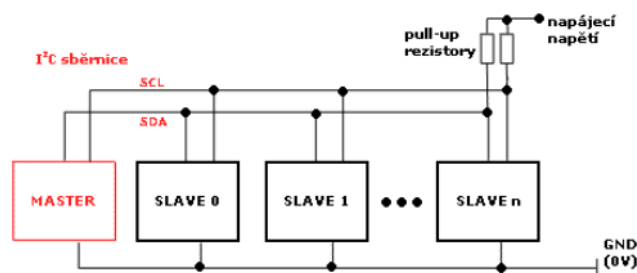 pull-up
rezistory
napájecí
napětí
I²C sběrnice
SCL
SDA
MASTER
SLAVE 0
SLAVE 1
SLAVE n
GND
(0V)